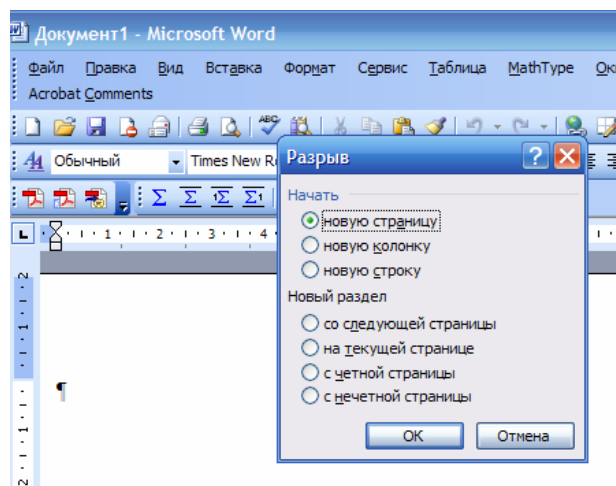 Документ1 - Microsoft Word
Файл Правка Вид Вставка Формат Сервис Таблица MathType
Acrobat Comments
Обычный Times New R
Разрыв
Начать
новую страницу
новую колонку
новую строку
Новый раздел
со следующей страницы
на текущей странице
с четной страницы
с нечетной страницы
ОК Отмена